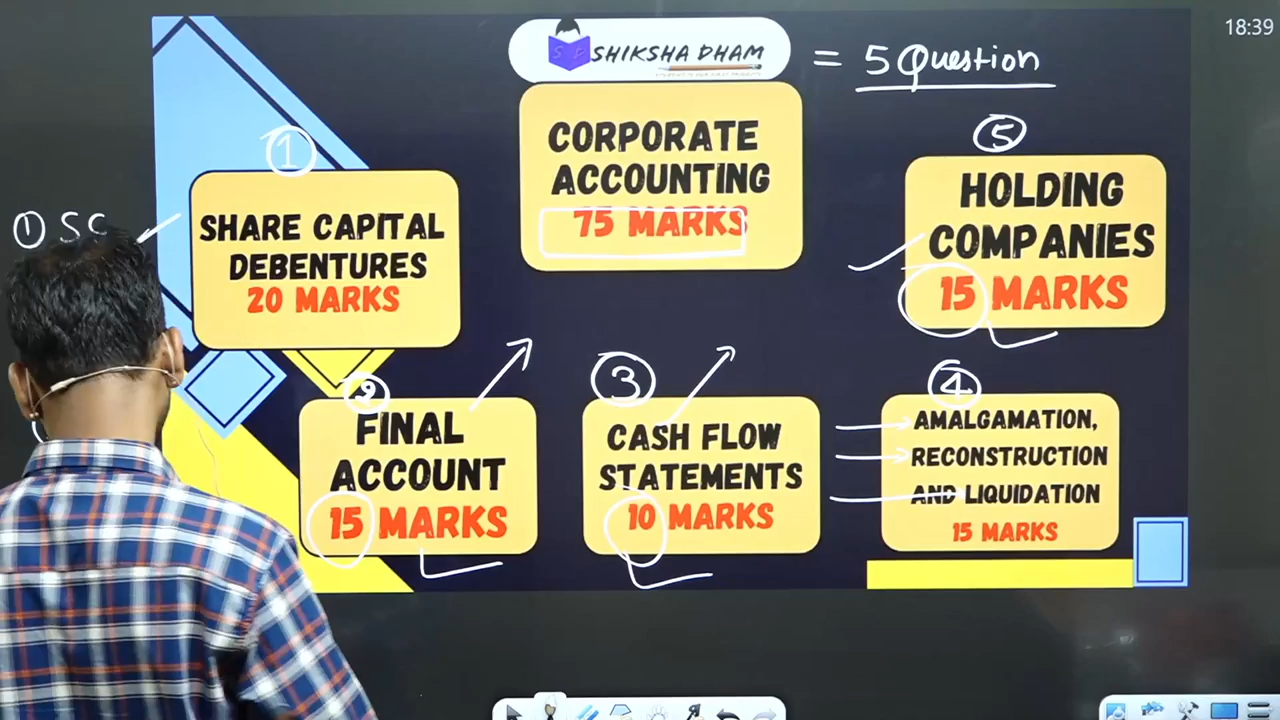 18:39
SHIKSHA DHAM
= 5 Question
CORPORATE
ACCOUNTING
75 MARKS
①
SHARE CAPITAL
DEBENTURES
20 MARKS
① SC
⑤
HOLDING
COMPANIES
15 MARKS
②
FINAL
ACCOUNT
15 MARKS
③
CASH FLOW
STATEMENTS
10 MARKS
④
AMALGAMATION,
RECONSTRUCTION
AND LIQUIDATION
15 MARKS